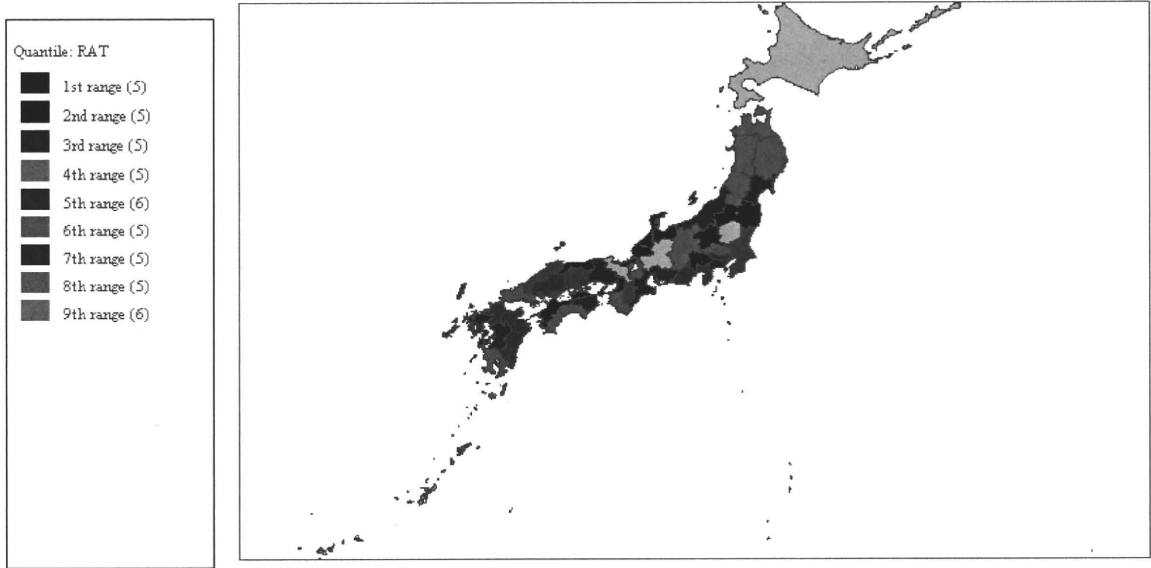 Quantile: RAT
1st range (5)
2nd range (5)
3rd range (5)
4th range (5)
5th range (6)
6th range (5)
7th range (5)
8th range (5)
9th range (6)